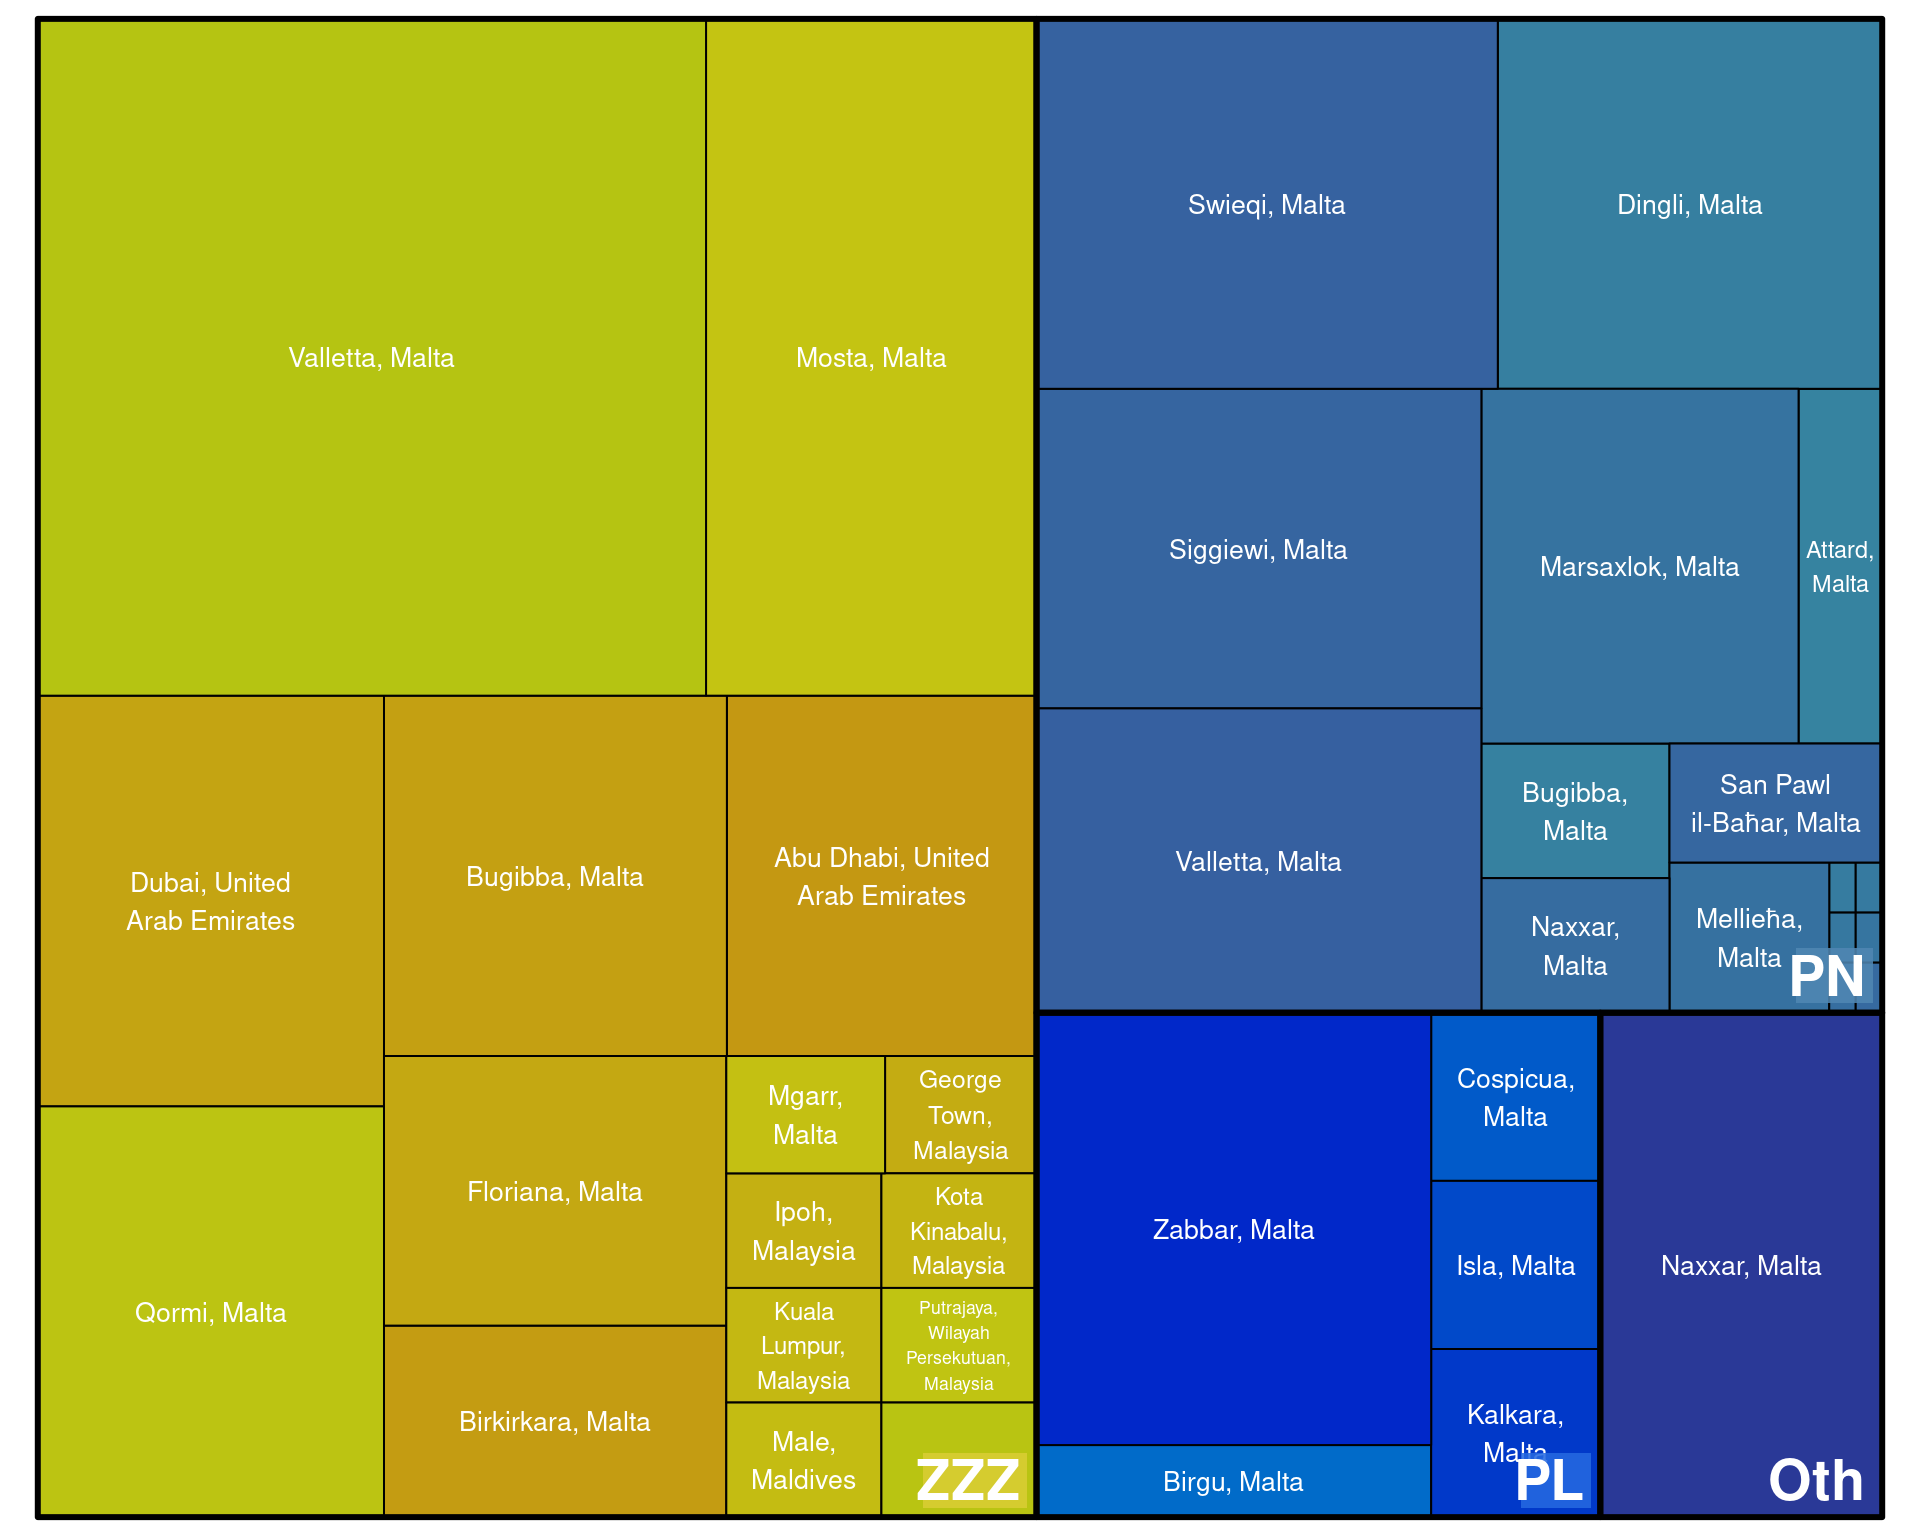 Valletta, Malta
Mosta, Malta
Dubai, United
Arab Emirates
Bugibba, Malta
Abu Dhabi, United
Arab Emirates
Qormi, Malta
Floriana, Malta
Birkirkara, Malta
Mgarr,
Malta
George
Town,
Malaysia
Ipoh,
Malaysia
Kota
Kinabalu,
Malaysia
Kuala
Lumpur,
Malaysia
Putrajaya,
Wilayah
Persekutuan,
Malaysia
Male,
Maldives
ZZZ
Swieqi, Malta
Dingli, Malta
Siggiewi, Malta
Marsaxlok, Malta
Attard,
Malta
Valletta, Malta
Bugibba,
Malta
San Pawl
il-Baħar, Malta
Naxxar,
Malta
Mellieħa,
Malta
PN
Zabbar, Malta
Cospicua,
Malta
Isla, Malta
Kalkara,
Malta
Birgu, Malta
PL
Naxxar, Malta
Oth